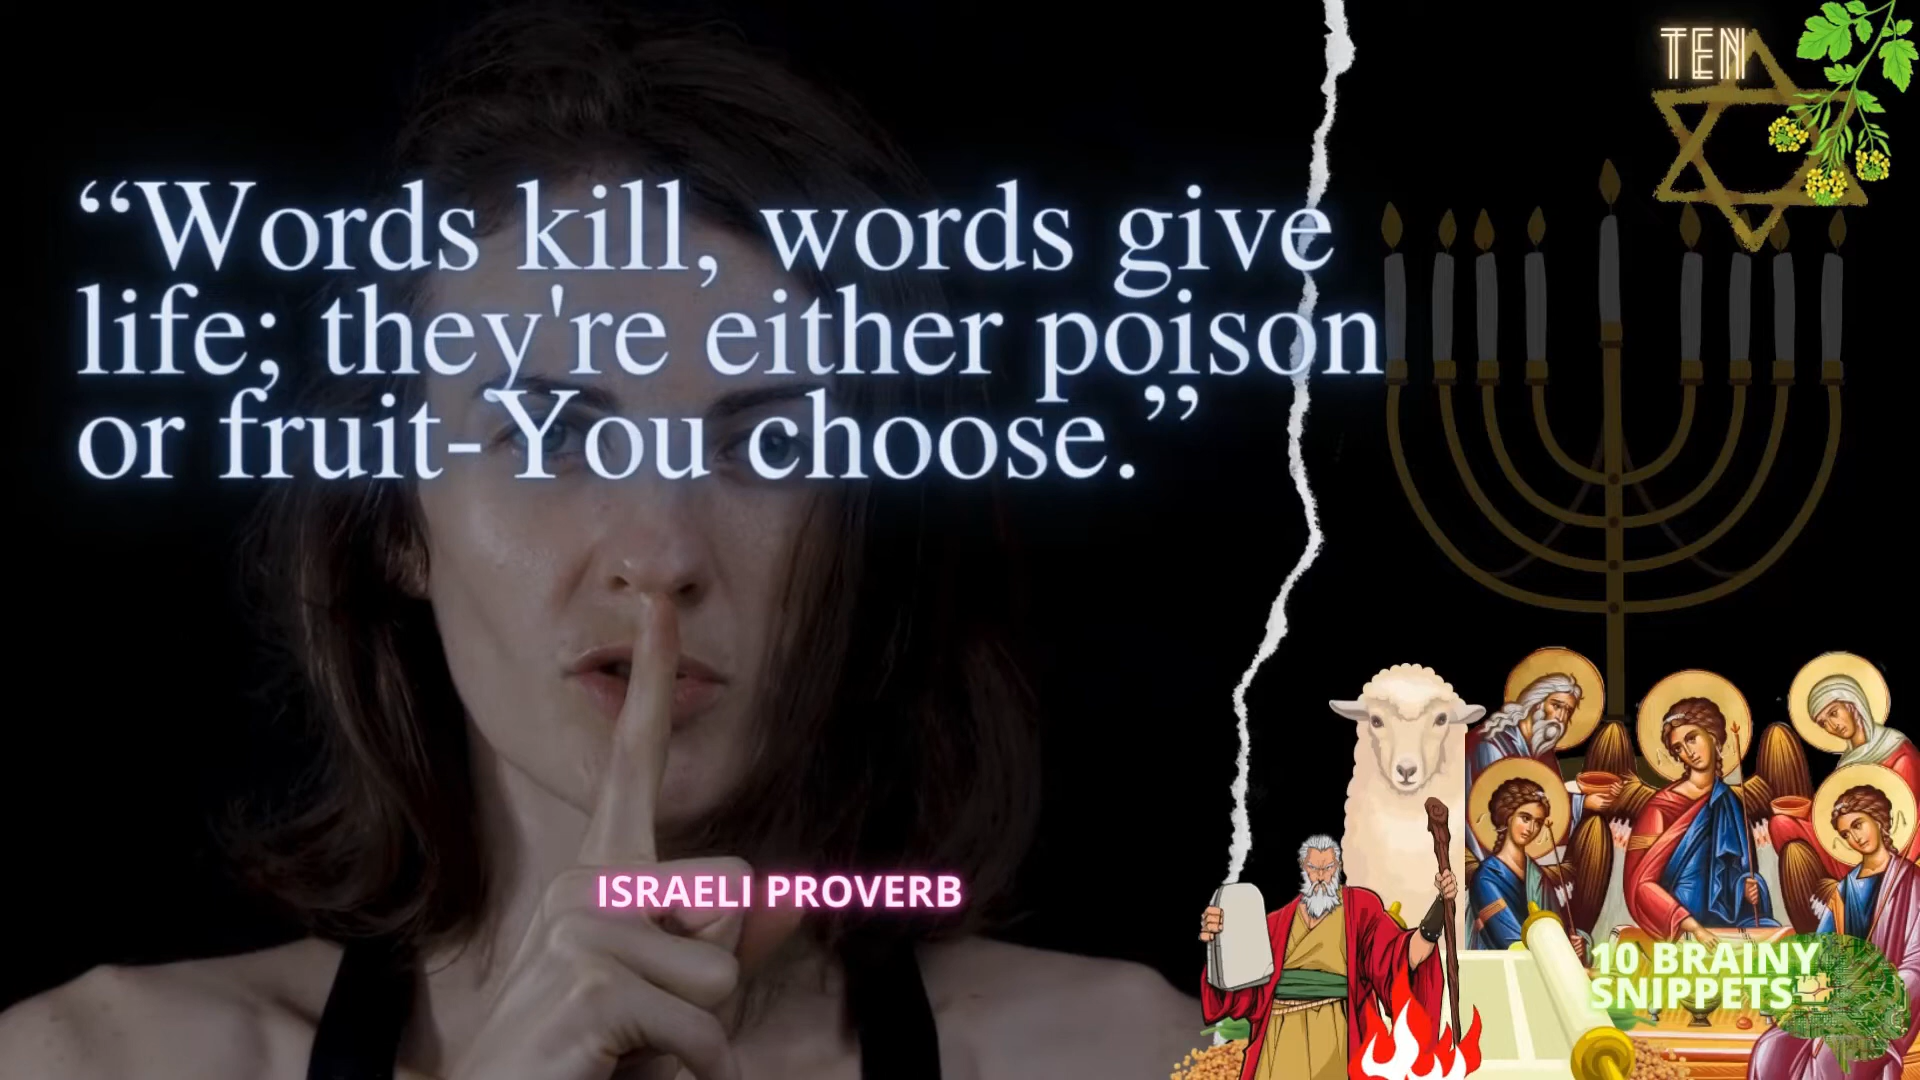 TEN
“Words kill, words give
life; they're either poison
or fruit-You choose.”
ISRAELI PROVERB
10 BRAINY
SNIPPETS